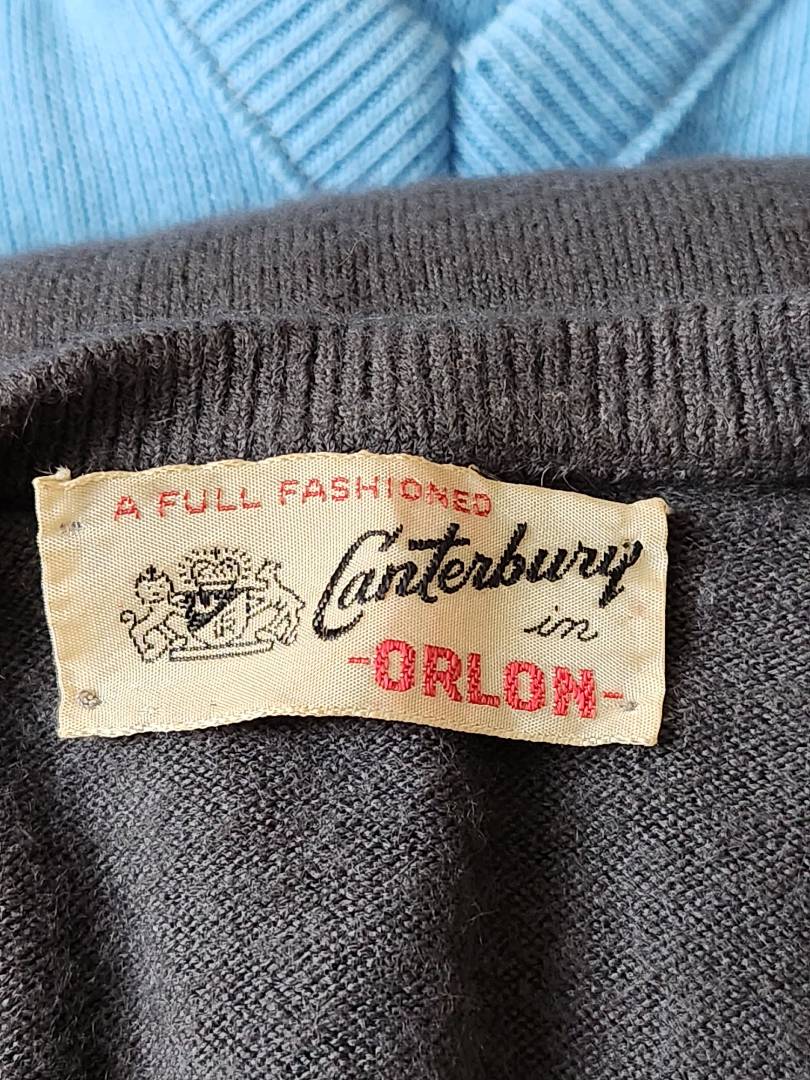 A FULL FASHIONED
Canterbury
in
-ORLON-